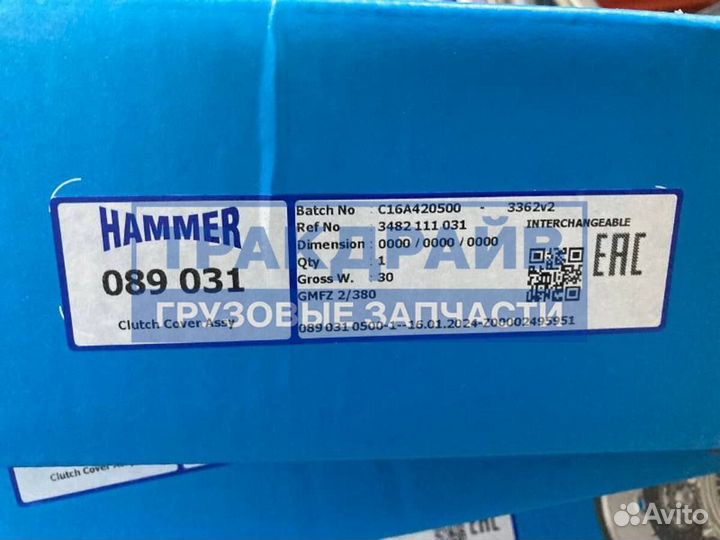 HAMMER
089 031
Clutch Cover Assy
Batch No : C16A420500 - 3362v2
Ref No : 3482 111 031
INTERCHANGEABLE
Dimension : 0000 / 0000 / 0000
Qty : 1
Gross W. : 30
GMFZ 2/380
EAC
089 031 0500-1--16.01.2024-Z00002495951
ТРАКДРАЙВ
ГРУЗОВЫЕ ЗАПЧАСТИ
Clutch Cover
EAC
Avito